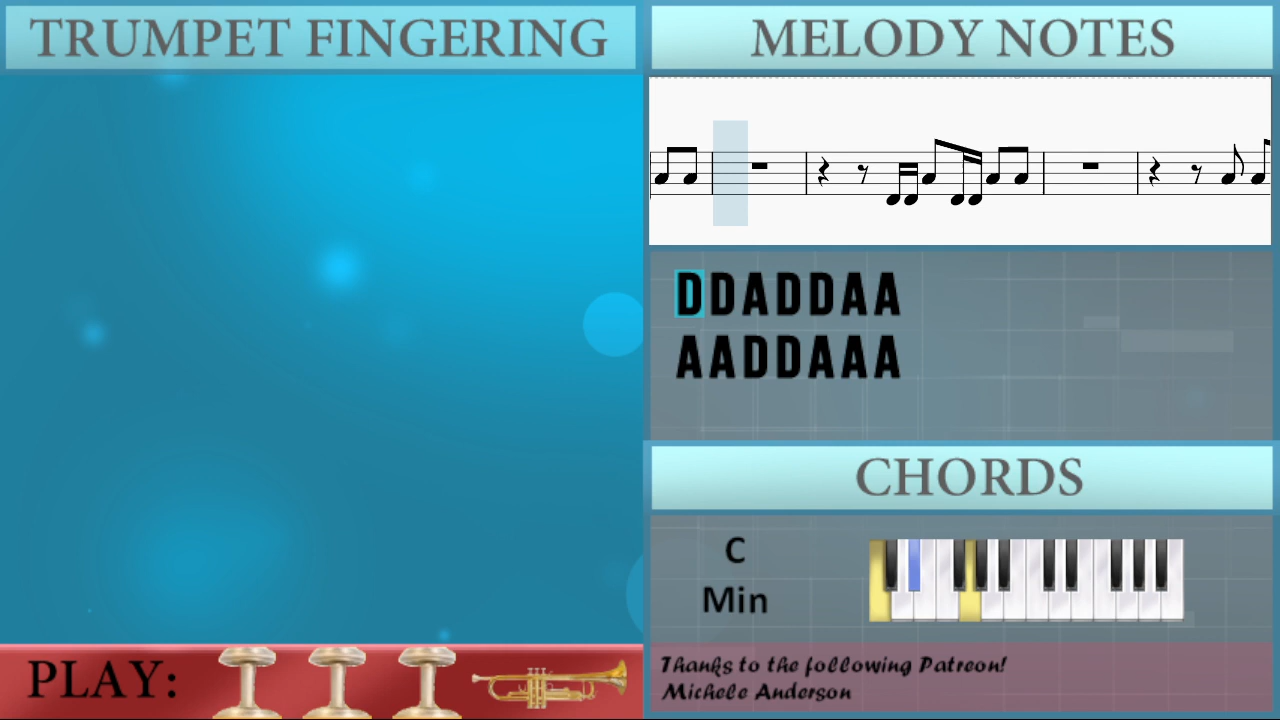 TRUMPET FINGERING
MELODY NOTES
DDADDAA
AADDAAA
CHORDS
C
Min
PLAY:
Thanks to the following Patreon!
Michele Anderson